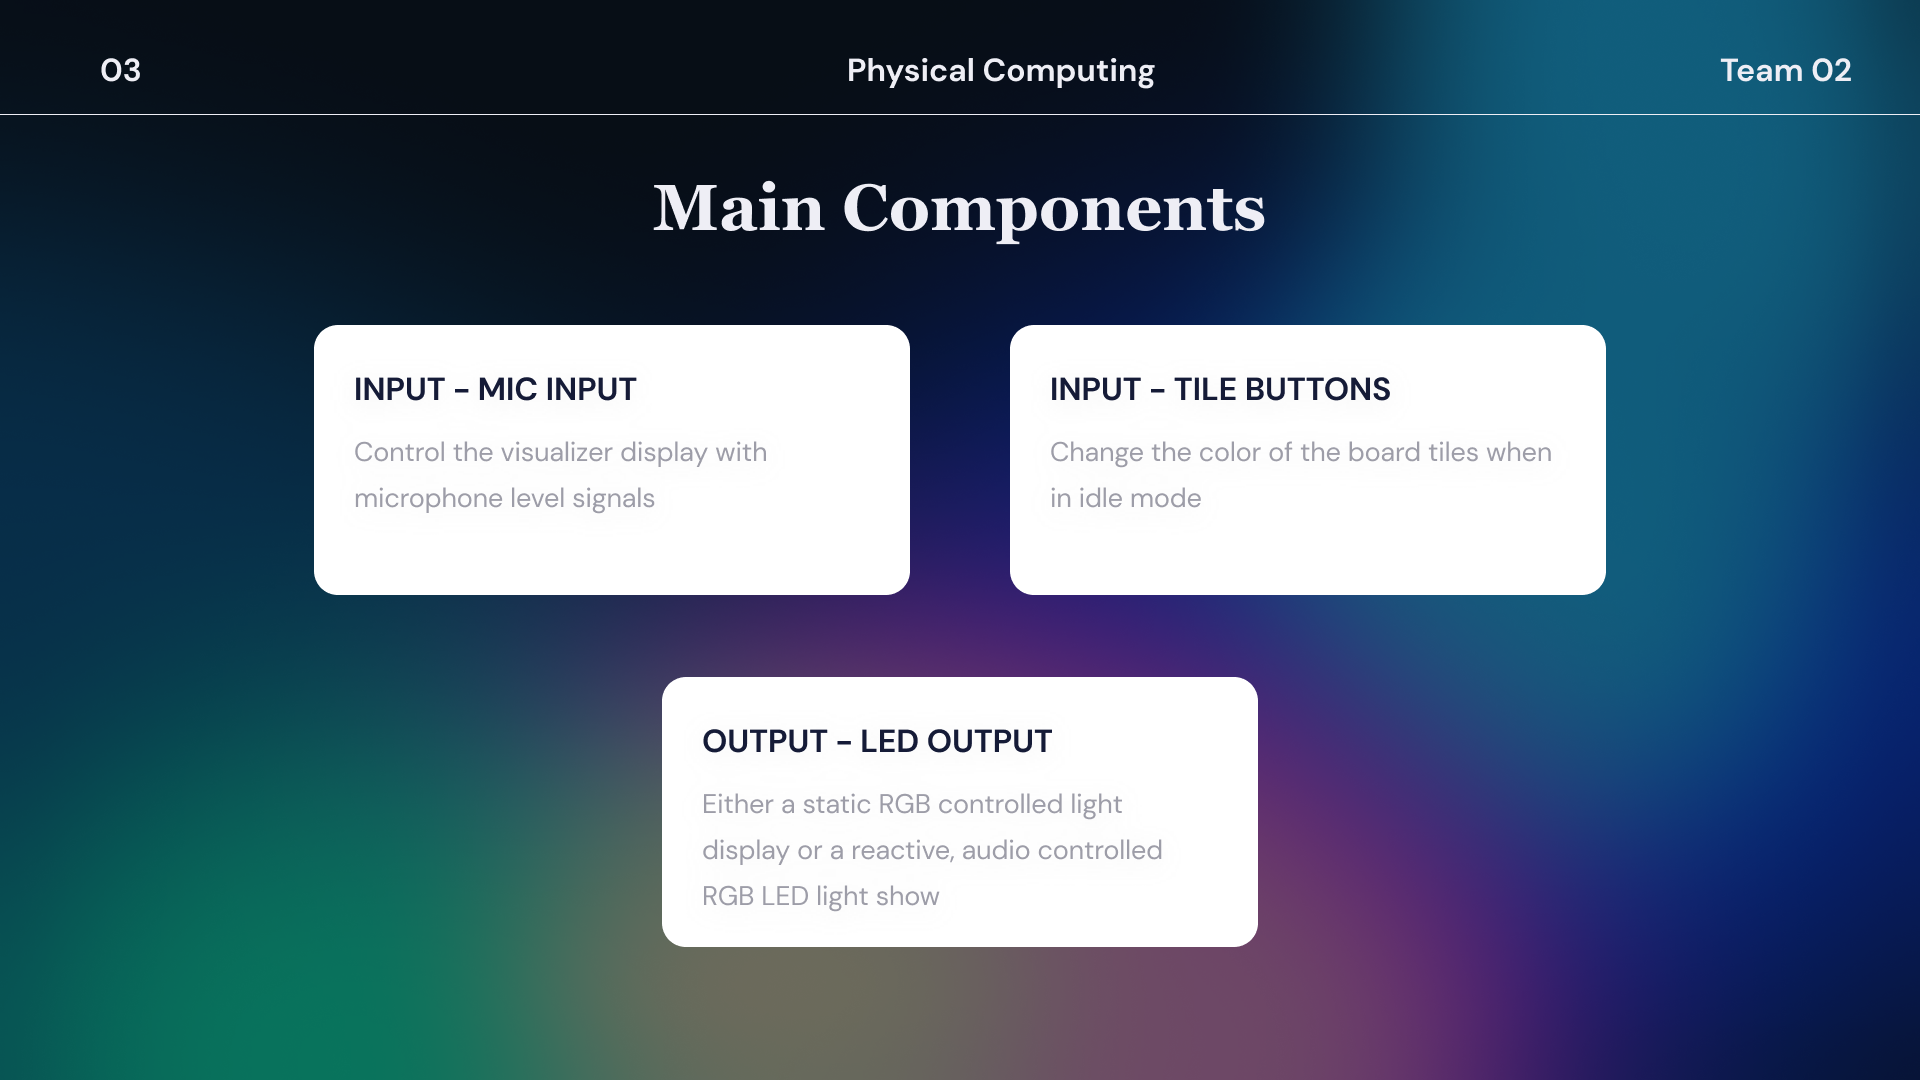 03
Physical Computing
Team 02
Main Components
INPUT – MIC INPUT
Control the visualizer display with
microphone level signals
INPUT – TILE BUTTONS
Change the color of the board tiles when
in idle mode
OUTPUT – LED OUTPUT
Either a static RGB controlled light
display or a reactive, audio controlled
RGB LED light show